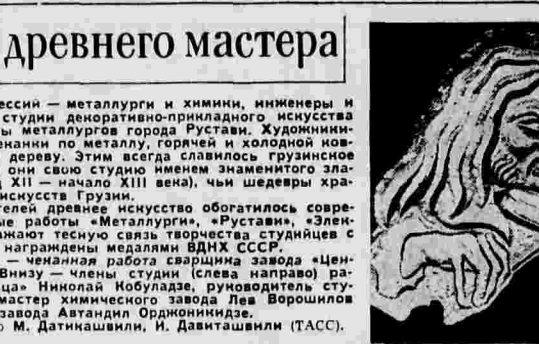 древнего мастера
ессий — металлурги и химики, инженеры и
студии декоративно-прикладного искусства
ы металлургов города Рустави. Художники-
еканки по металлу, горячей и холодной ков-
дереву. Этим всегда славилось грузинское
они свою студию именем знаменитого зла-
ц XII — начало XIII века), чьи шедевры хра-
искусств Грузии.
телей древнее искусство обогатилось совре-
ые работы «Металлурги», «Рустави», «Элек-
ажают тесную связь творчества студийцев с
награждены медалями ВДНХ СССР.
— чеканная работа сварщика завода «Цен-
Внизу — члены студии (слева направо) ра-
ца» Николай Кобуладзе, руководитель сту-
мастер химического завода Лев Ворошилов
завода Автандил Орджоникидзе.
о М. Датикашвили, И. Давиташвили (ТАСС).